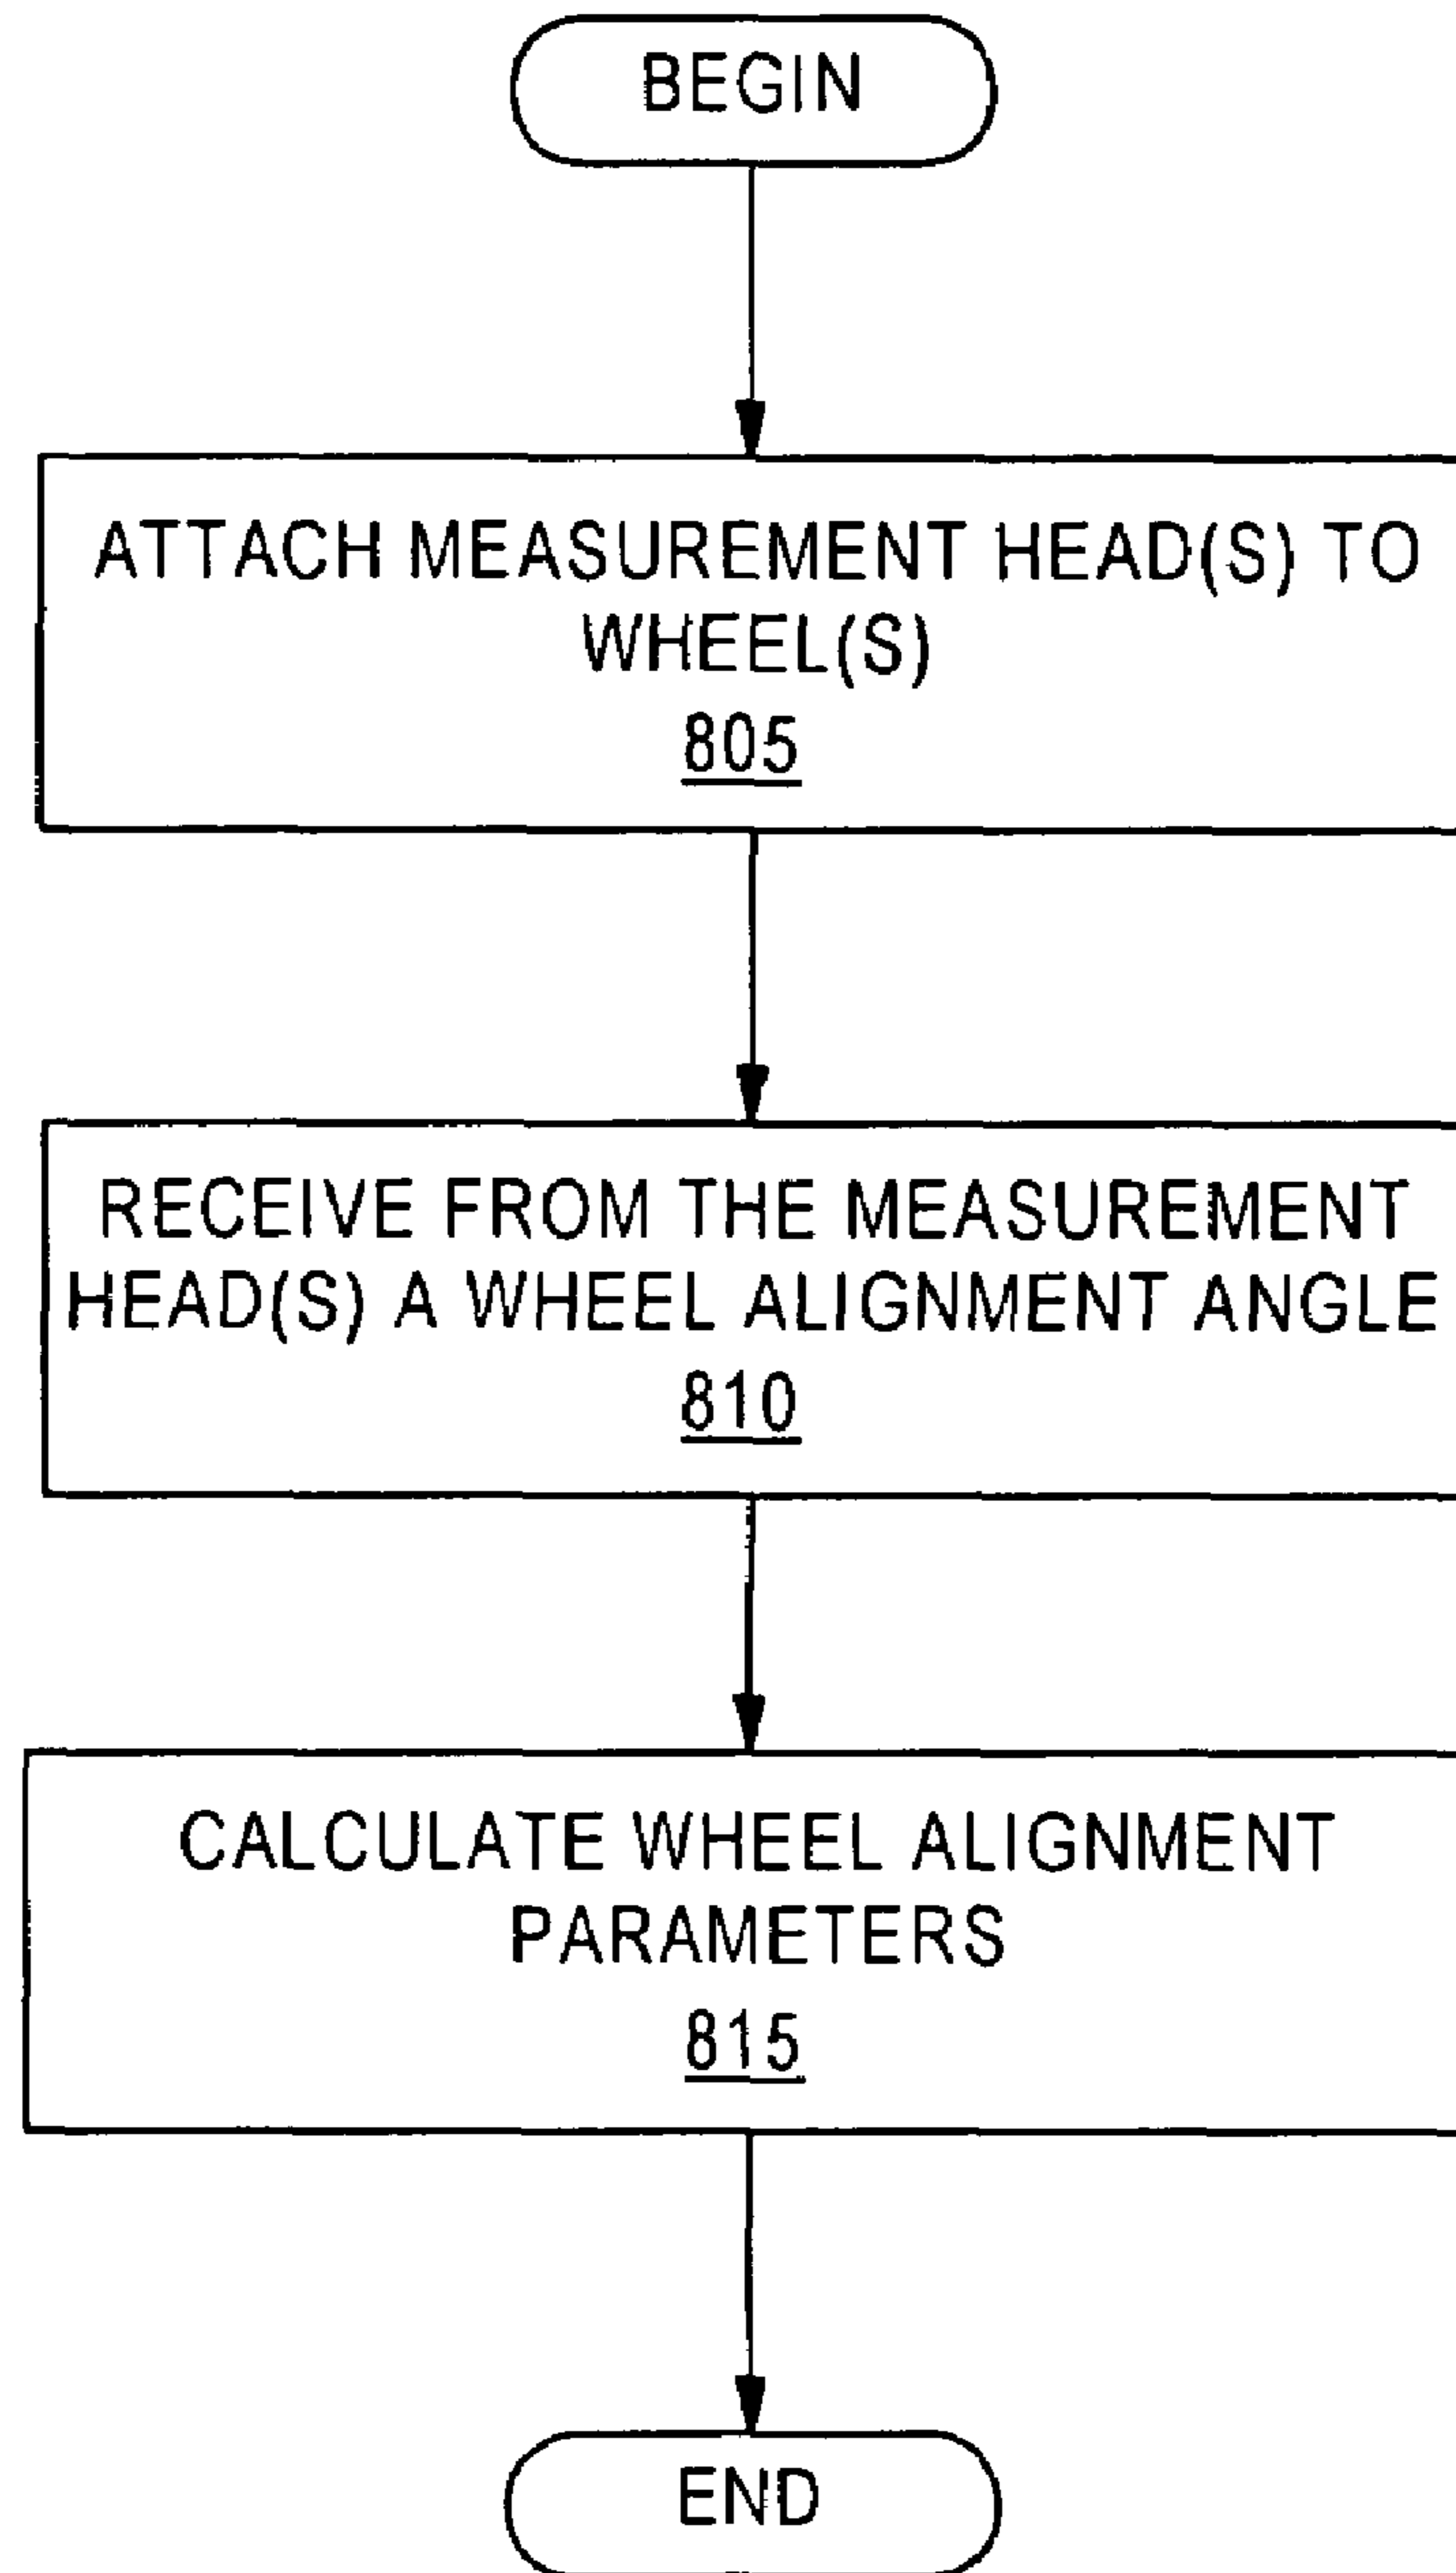 BEGIN
ATTACH MEASUREMENT HEAD(S) TO
WHEEL(S)
805
RECEIVE FROM THE MEASUREMENT
HEAD(S) A WHEEL ALIGNMENT ANGLE
810
CALCULATE WHEEL ALIGNMENT
PARAMETERS
815
END